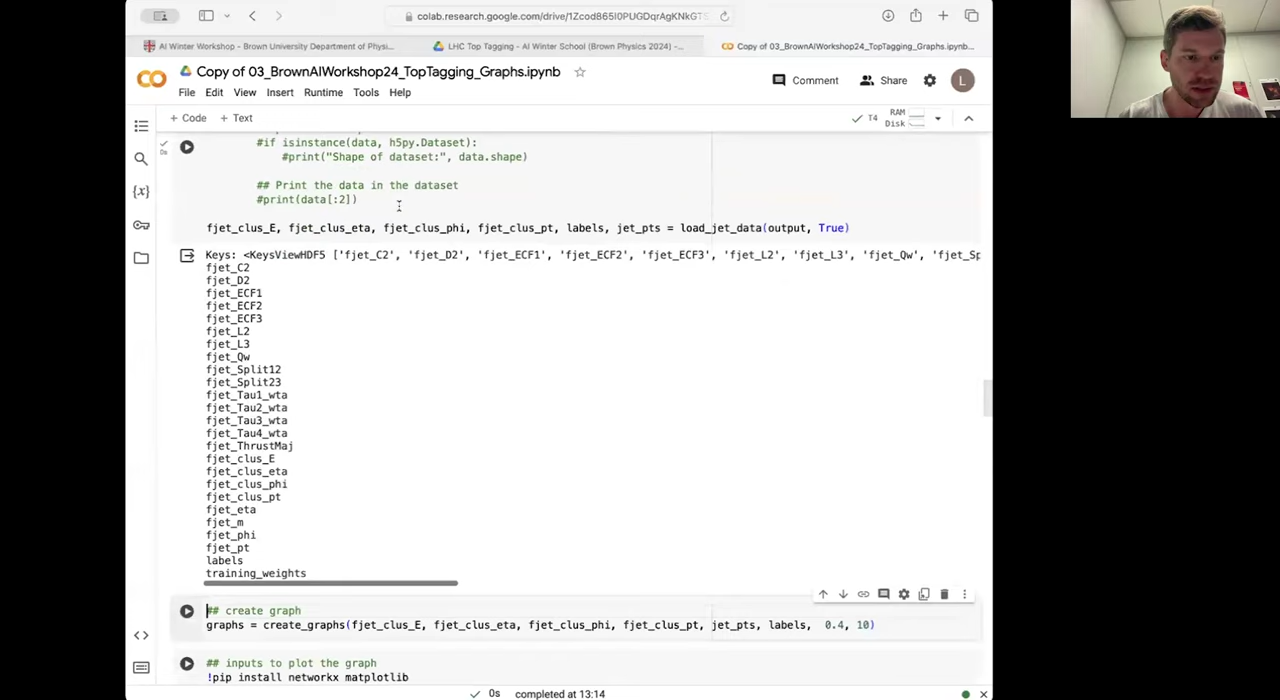 colab.research.google.com/drive/1Zcod865I0PUGDqrAgKNkGTS
AI Winter Workshop - Brown University Department of Physi...
LHC Top Tagging - AI Winter School (Brown Physics 2024) -...
Copy of 03_BrownAIWorkshop24_TopTagging_Graphs.ipynb...
Copy of 03_BrownAIWorkshop24_TopTagging_Graphs.ipynb
Comment
Share
L
File Edit View Insert Runtime Tools Help
+ Code + Text
T4
RAM
Disk
#if isinstance(data, h5py.Dataset):
#print("Shape of dataset:", data.shape)
## Print the data in the dataset
#print(data[:2])
fjet_clus_E, fjet_clus_eta, fjet_clus_phi, fjet_clus_pt, labels, jet_pts = load_jet_data(output, True)
Keys: <KeysViewHDF5 ['fjet_C2', 'fjet_D2', 'fjet_ECF1', 'fjet_ECF2', 'fjet_ECF3', 'fjet_L2', 'fjet_L3', 'fjet_Qw', 'fjet_Sp
fjet_C2
fjet_D2
fjet_ECF1
fjet_ECF2
fjet_ECF3
fjet_L2
fjet_L3
fjet_Qw
fjet_Split12
fjet_Split23
fjet_Tau1_wta
fjet_Tau2_wta
fjet_Tau3_wta
fjet_Tau4_wta
fjet_ThrustMaj
fjet_clus_E
fjet_clus_eta
fjet_clus_phi
fjet_clus_pt
fjet_eta
fjet_m
fjet_phi
fjet_pt
labels
training_weights
## create graph
graphs = create_graphs(fjet_clus_E, fjet_clus_eta, fjet_clus_phi, fjet_clus_pt, jet_pts, labels, 0.4, 10)
## inputs to plot the graph
!pip install networkx matplotlib
0s completed at 13:14